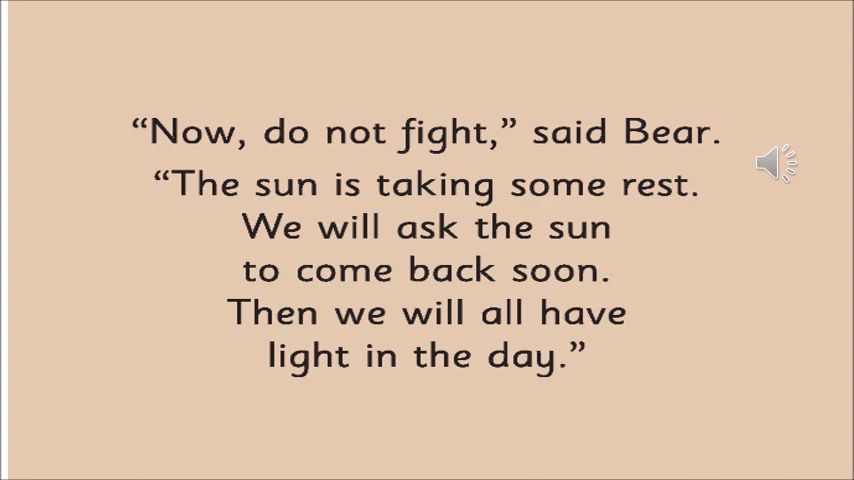 “Now, do not fight,” said Bear.
“The sun is taking some rest.
We will ask the sun
to come back soon.
Then we will all have
light in the day.”